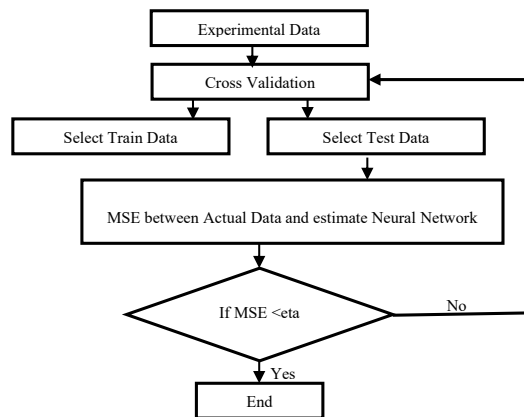 Experimental Data
Cross Validation
Select Train Data
Select Test Data
MSE between Actual Data and estimate Neural Network
If MSE <eta
No
Yes
End